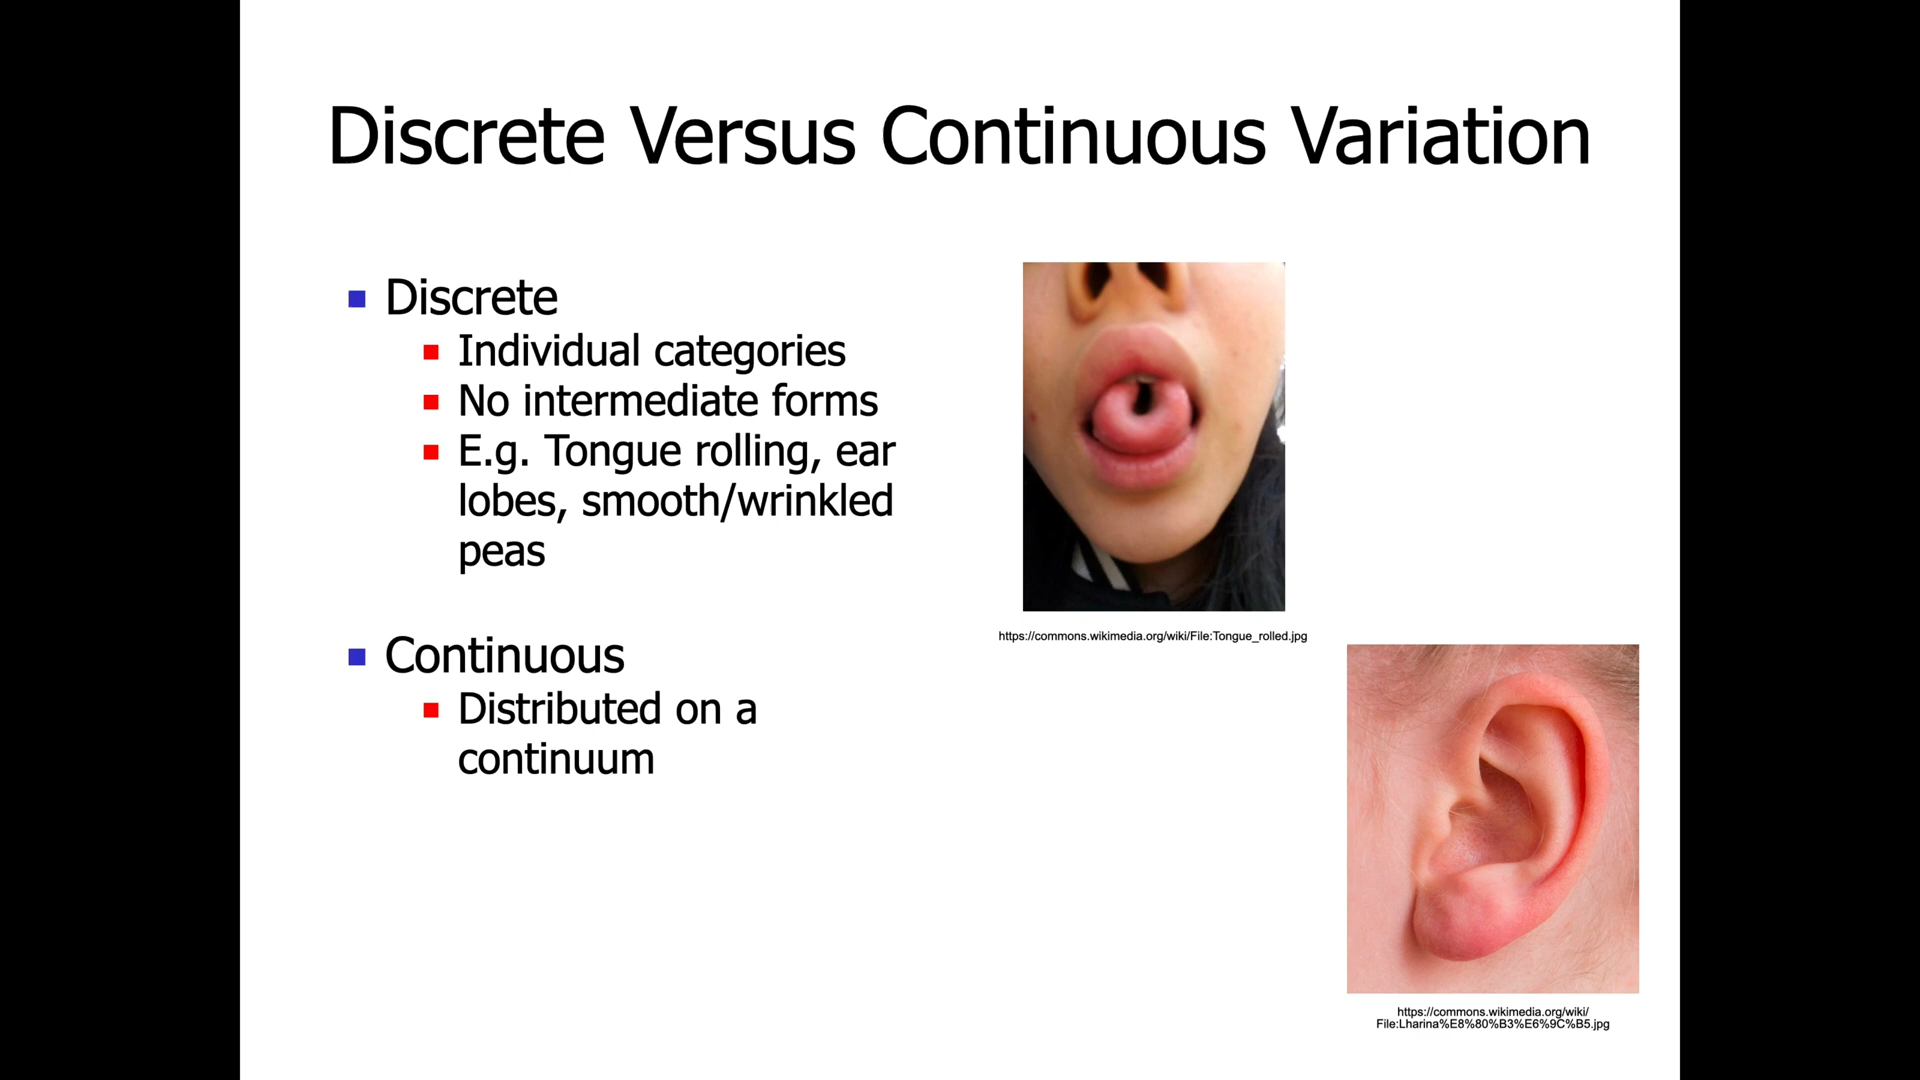 Discrete Versus Continuous Variation
Discrete
Individual categories
No intermediate forms
E.g. Tongue rolling, ear
lobes, smooth/wrinkled
peas
https://commons.wikimedia.org/wiki/File:Tongue_rolled.jpg
Continuous
Distributed on a
continuum
https://commons.wikimedia.org/wiki/
File:Lharina%E8%80%B3%E6%9C%B5.jpg